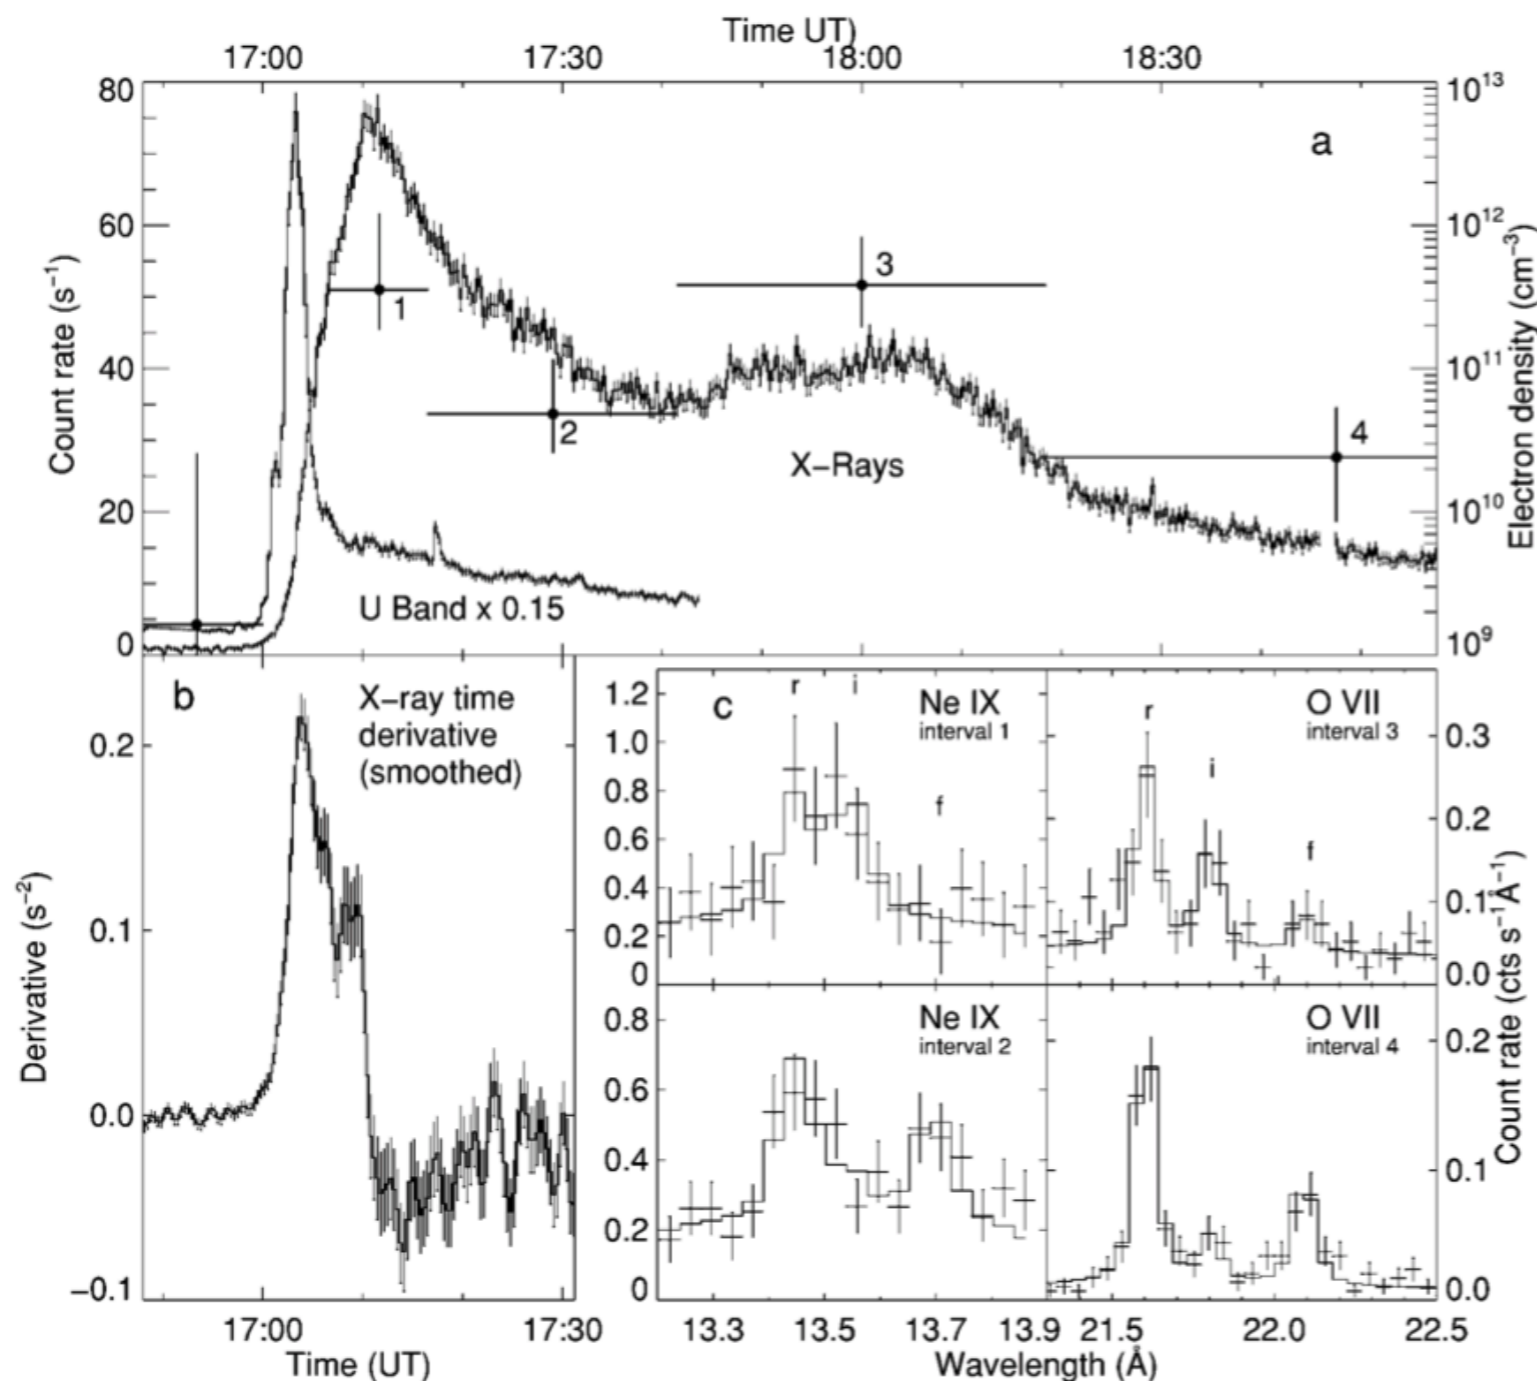 Time UT)
17:00 17:30 18:00 18:30
80
60
40
20
0
Count rate (s⁻¹)
10¹³
10¹²
10¹¹
10¹⁰
10⁹
Electron density (cm⁻³)
a
1
2
3
4
X−Rays
U Band x 0.15
b
X−ray time
derivative
(smoothed)
0.2
0.1
0.0
−0.1
Derivative (s⁻²)
17:00 17:30
Time (UT)
c
r i f
Ne IX
interval 1
1.2
1.0
0.8
0.6
0.4
0.2
0
r i f
O VII
interval 3
0.3
0.2
0.1
0.0
Ne IX
interval 2
0.8
0.6
0.4
0.2
0
O VII
interval 4
0.2
0.1
0.0
Count rate (cts s⁻¹Å⁻¹)
13.3 13.5 13.7 13.9 21.5 22.0 22.5
Wavelength (Å)